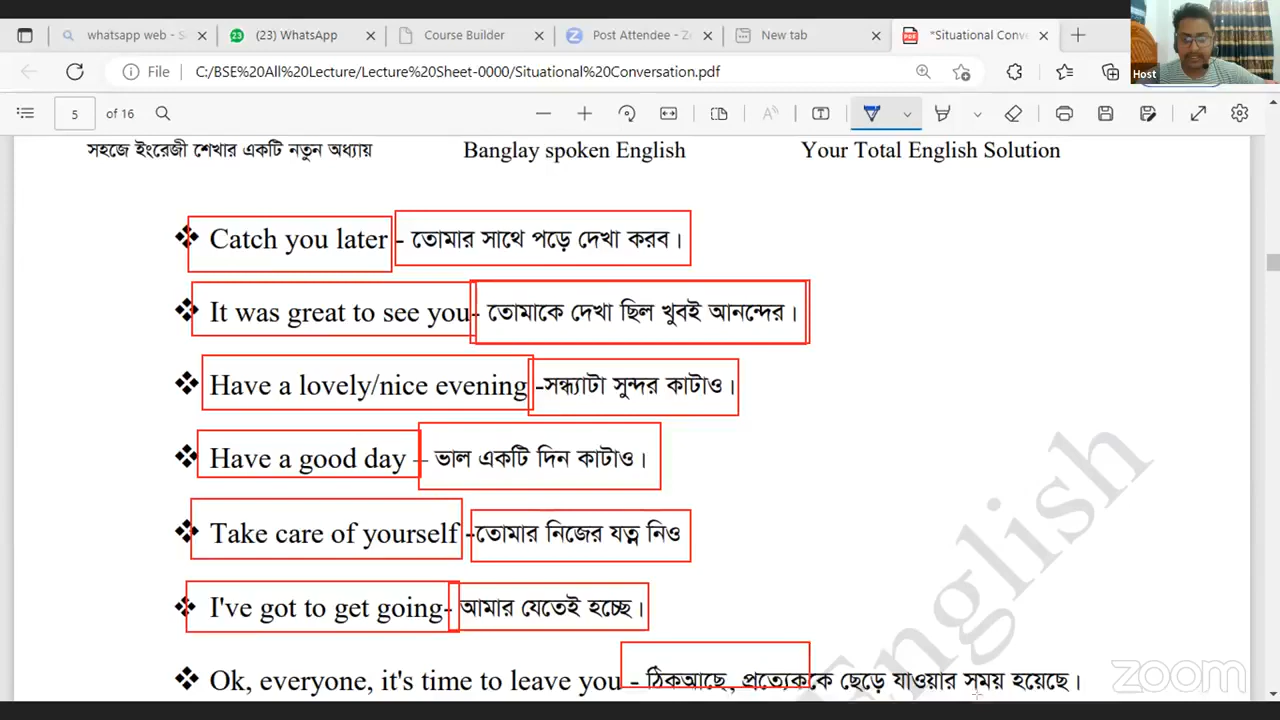 whatsapp web - S
23 (23) WhatsApp
Course Builder
Post Attendee - Z
New tab
PDF *Situational Conv
Host
File C:/BSE%20All%20Lecture/Lecture%20Sheet-0000/Situational%20Conversation.pdf
5 of 16
সহজে ইংরেজী শেখার একটি নতুন অধ্যায় Banglay spoken English Your Total English Solution
❖ Catch you later - তোমার সাথে পড়ে দেখা করব।
❖ It was great to see you- তোমাকে দেখা ছিল খুবই আনন্দের।
❖ Have a lovely/nice evening -সন্ধ্যাটা সুন্দর কাটাও।
❖ Have a good day – ভাল একটি দিন কাটাও।
❖ Take care of yourself -তোমার নিজের যত্ন নিও
❖ I've got to get going- আমার যেতেই হচ্ছে।
❖ Ok, everyone, it's time to leave you - ঠিকআছে, প্রত্যেককে ছেড়ে যাওয়ার সময় হয়েছে।
English
zoom